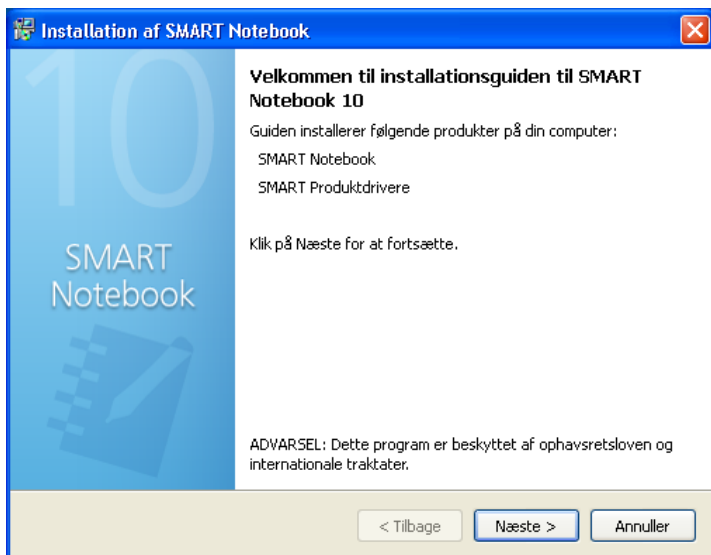 Installation af SMART Notebook
10
SMART
Notebook
Velkommen til installationsguiden til SMART
Notebook 10
Guiden installerer følgende produkter på din computer:
SMART Notebook
SMART Produktdrivere
Klik på Næste for at fortsætte.
ADVARSEL: Dette program er beskyttet af ophavsretsloven og
internationale traktater.
< Tilbage
Næste >
Annuller